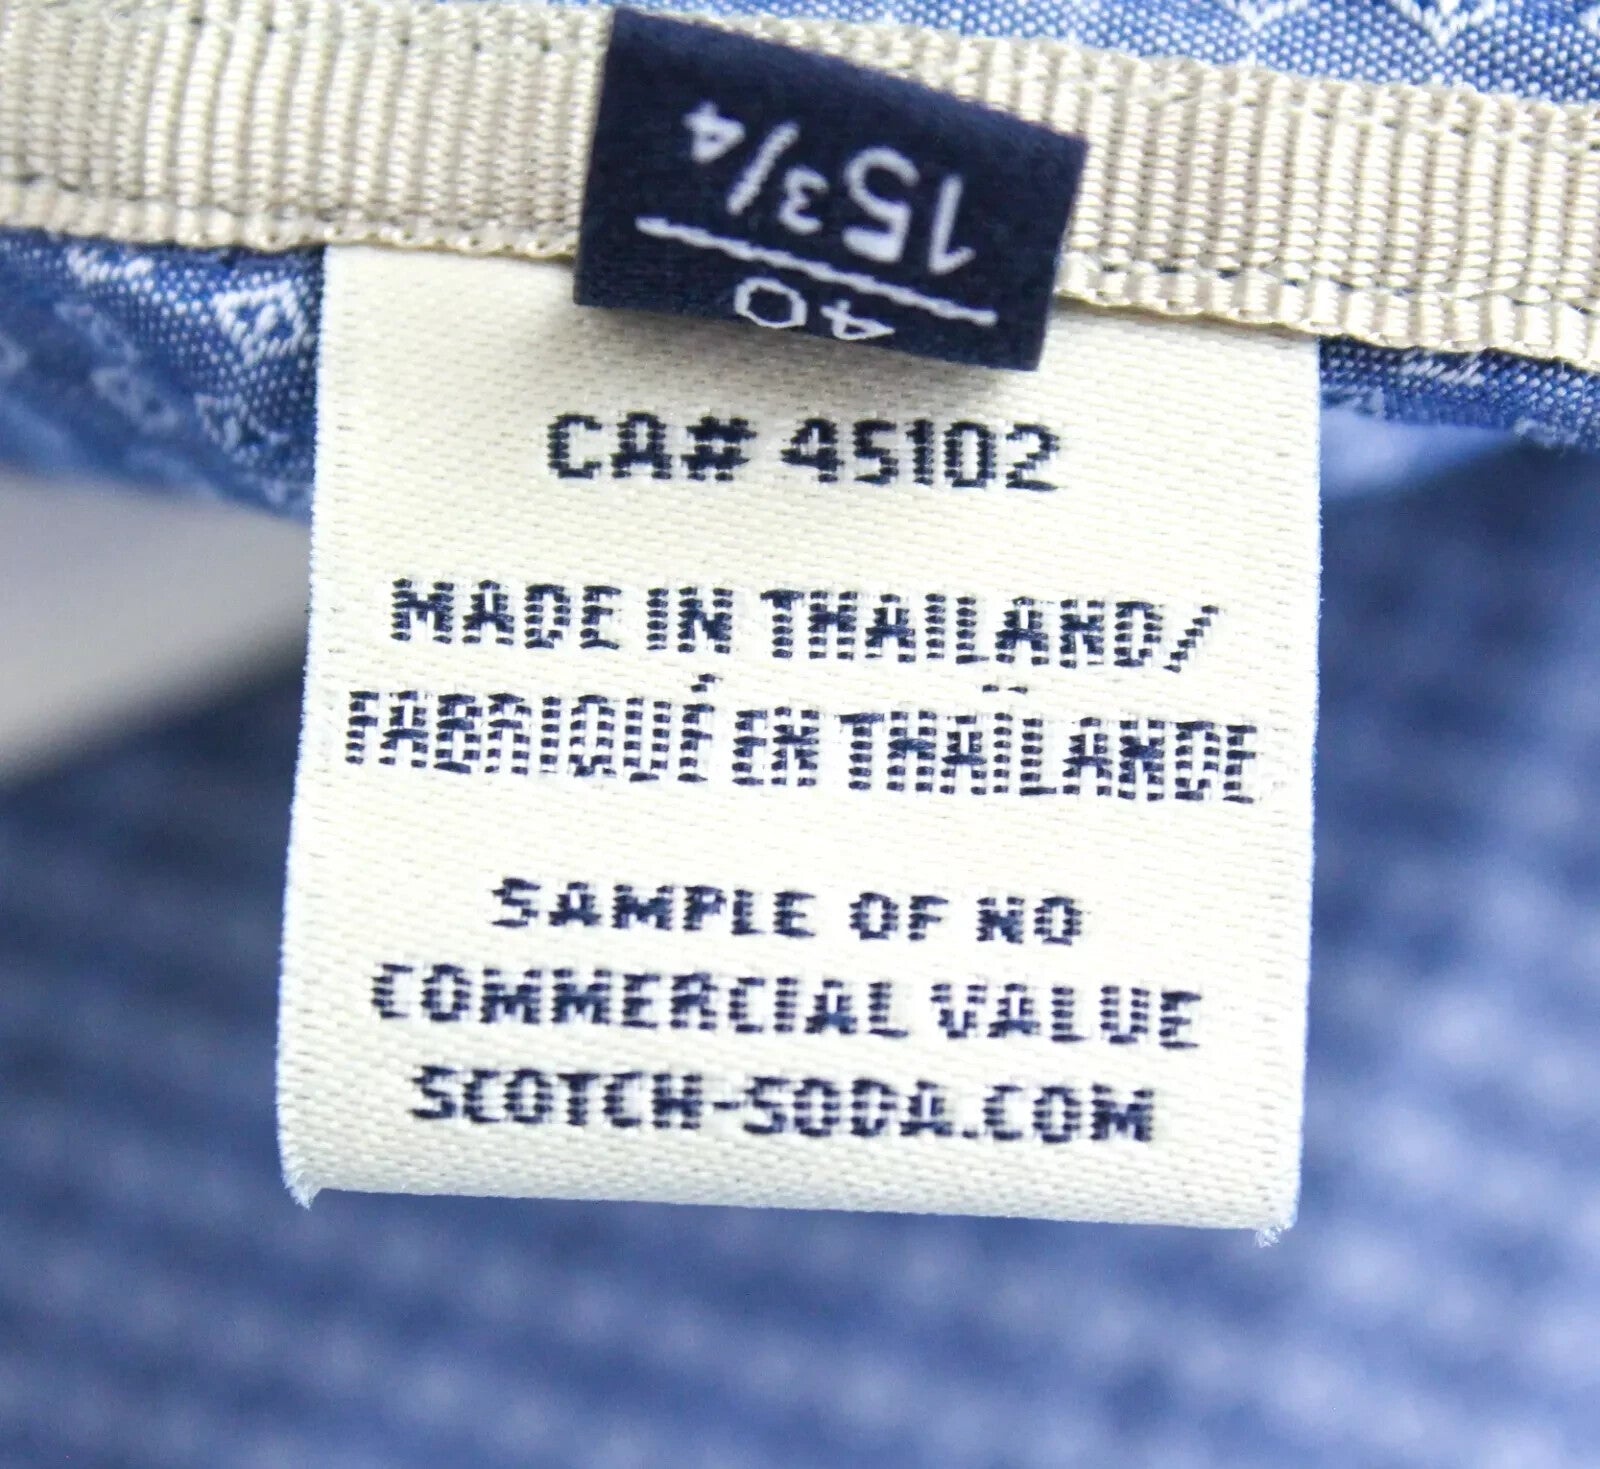 40
15 3/4
CA# 45102
MADE IN THAILAND/
FABRIQUÉ EN THAÏLANDE
SAMPLE OF NO
COMMERCIAL VALUE
SCOTCH-SODA.COM